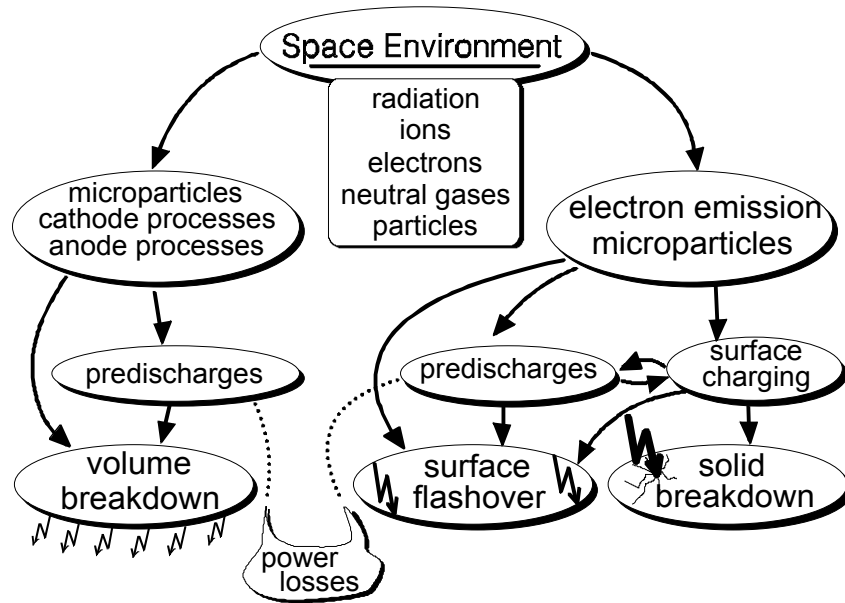 Space Environment
radiation
ions
electrons
neutral gases
particles
microparticles
cathode processes
anode processes
electron emission
microparticles
predischarges
predischarges
surface
charging
volume
breakdown
surface
flashover
solid
breakdown
power
losses